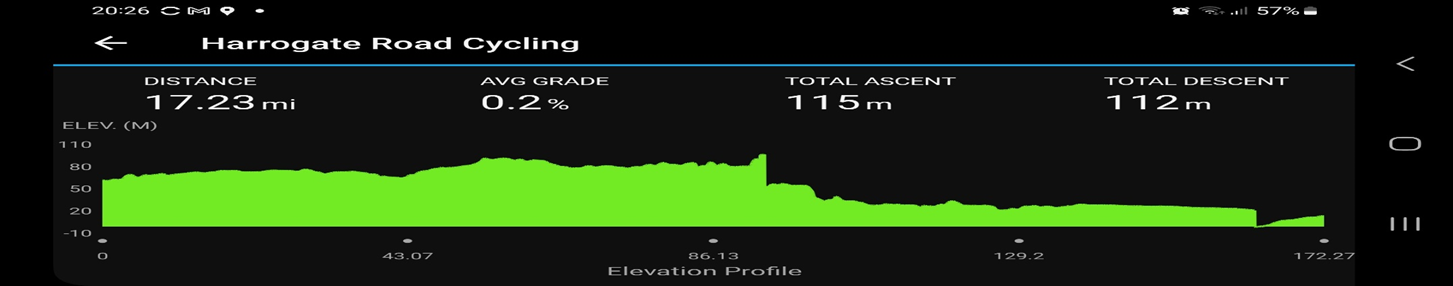 20:26 57%
Harrogate Road Cycling
DISTANCE AVG GRADE TOTAL ASCENT TOTAL DESCENT
17.23 mi 0.2 % 115 m 112 m
ELEV. (M)
110
80
50
20
-10
0 43.07 86.13 129.2 172.27
Elevation Profile